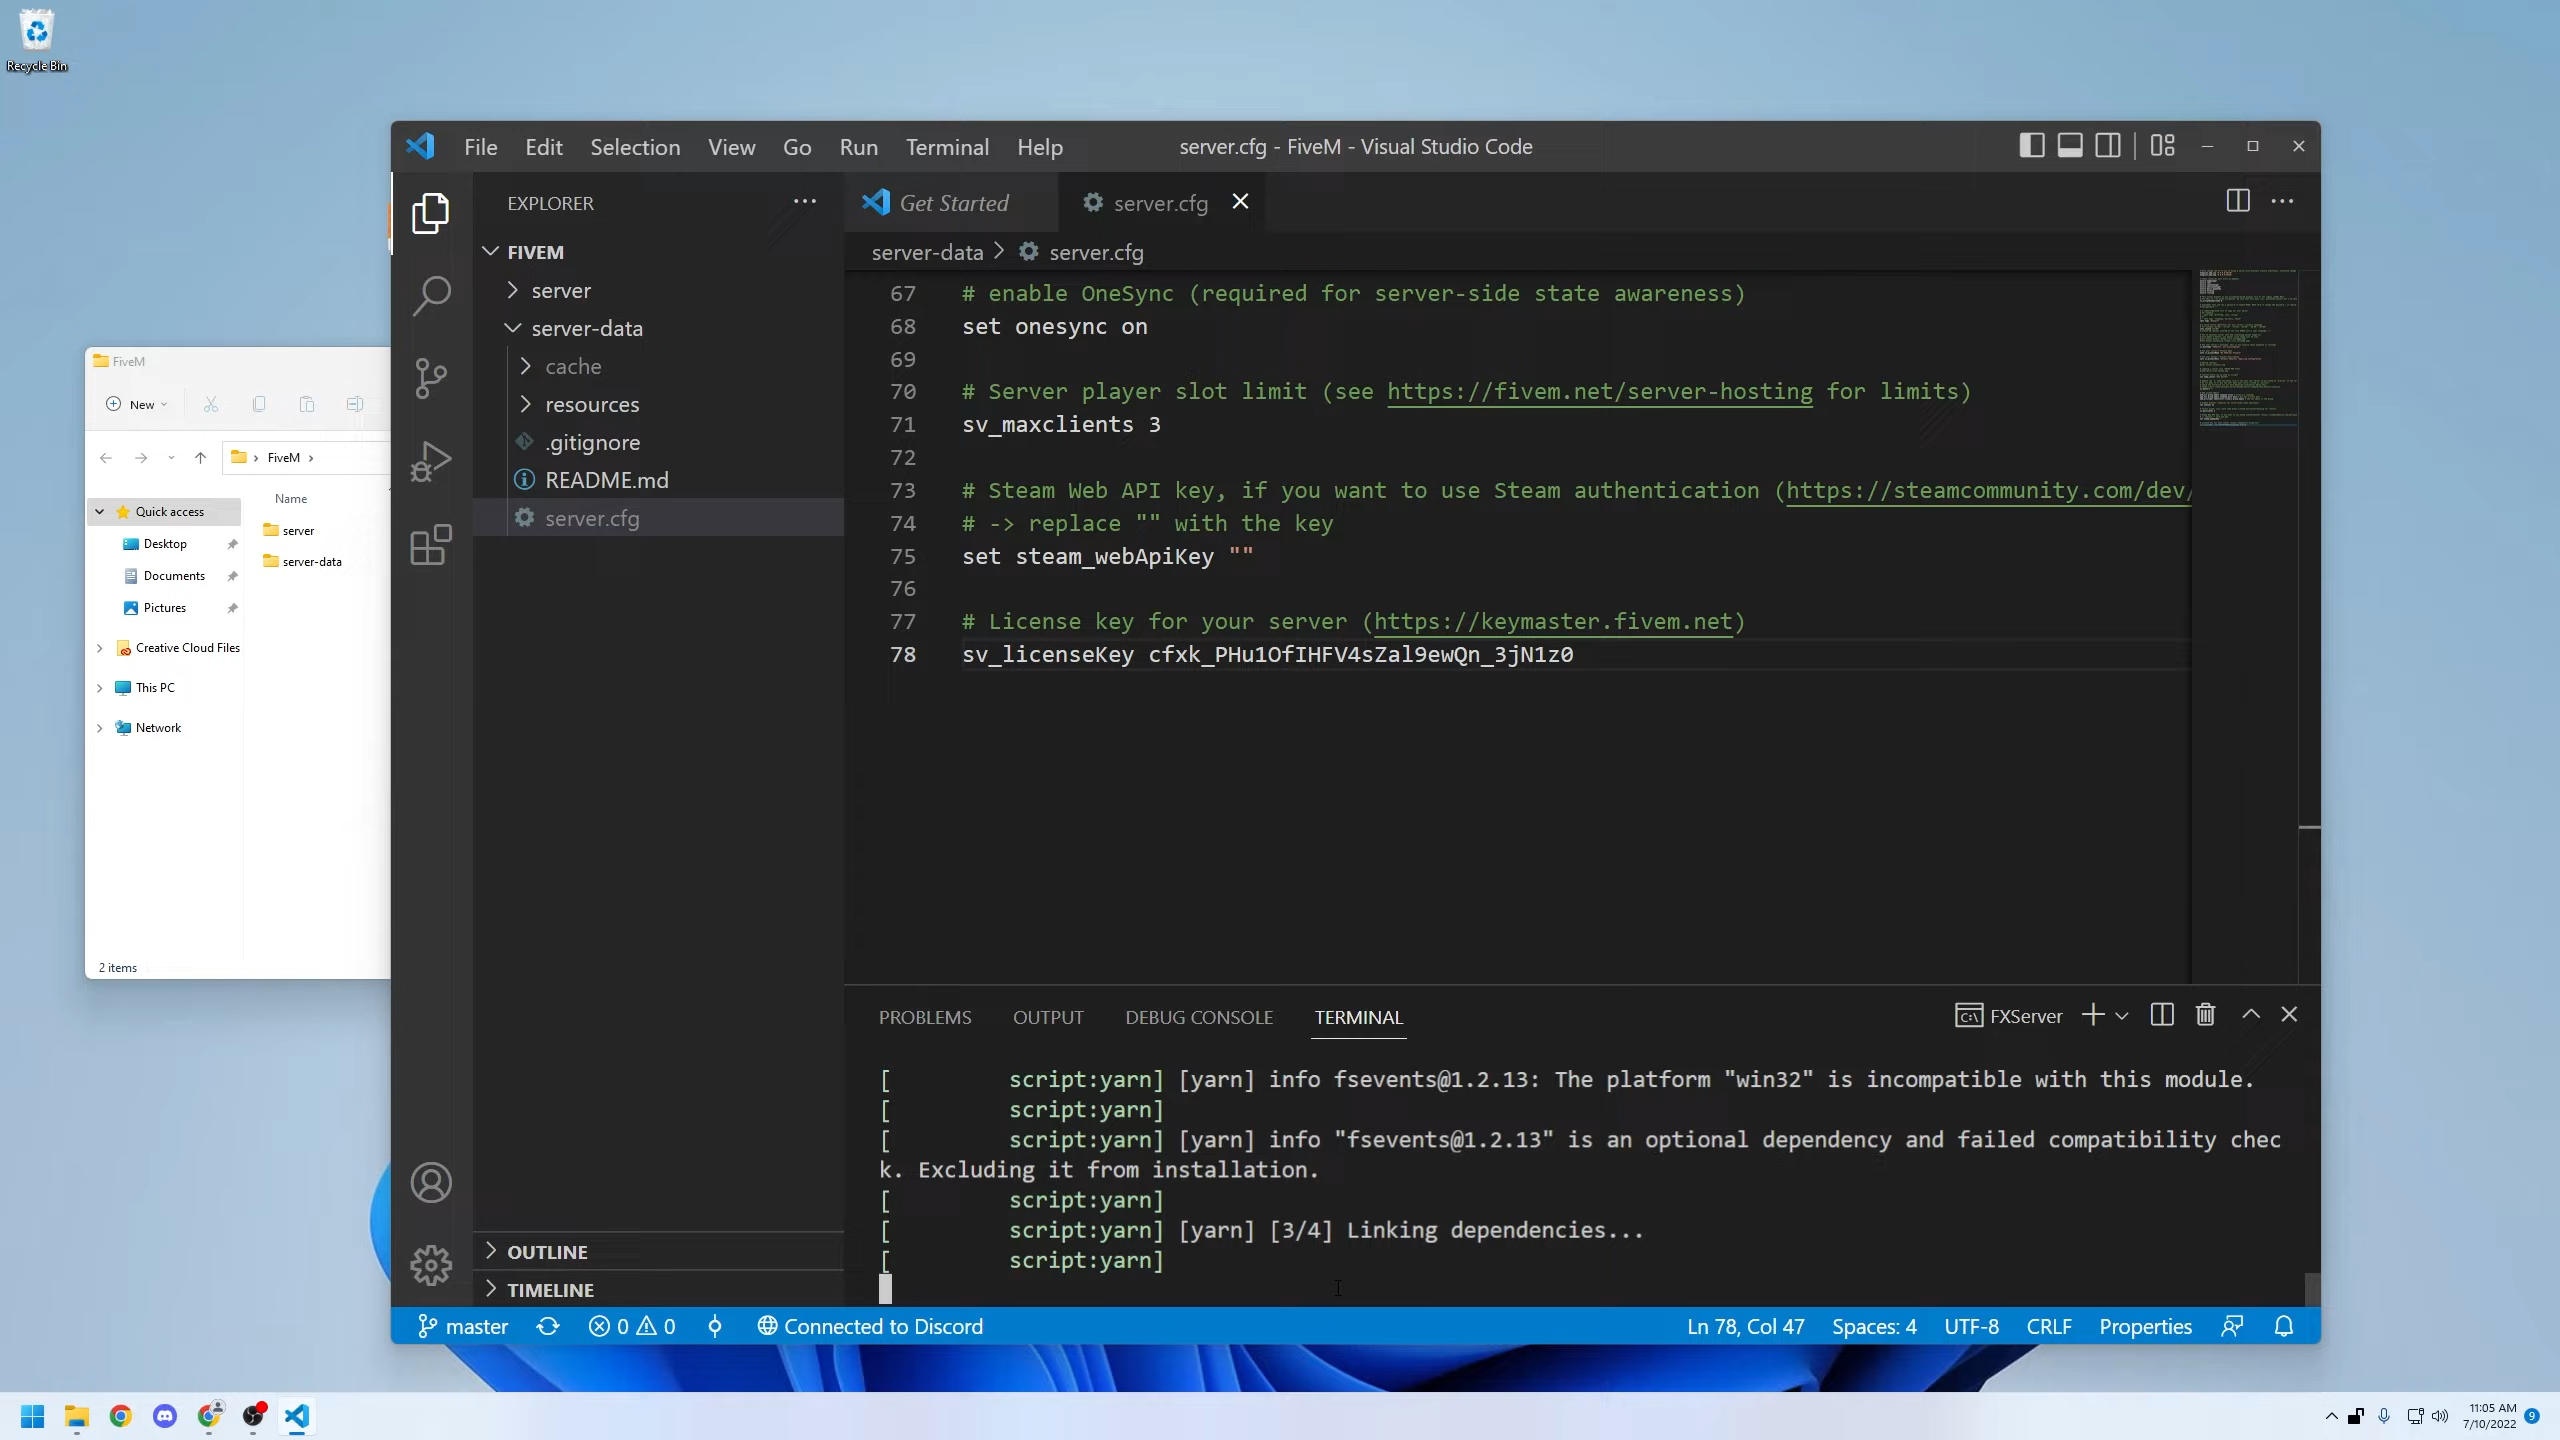 Recycle Bin
FiveM
New
FiveM
Name
Quick access
Desktop
Documents
Pictures
Creative Cloud Files
This PC
Network
server
server-data
2 items
File Edit Selection View Go Run Terminal Help
server.cfg - FiveM - Visual Studio Code
EXPLORER
FIVEM
server
server-data
cache
resources
.gitignore
README.md
server.cfg
OUTLINE
TIMELINE
Get Started
server.cfg
server-data > server.cfg
67 # enable OneSync (required for server-side state awareness)
68 set onesync on
69
70 # Server player slot limit (see https://fivem.net/server-hosting for limits)
71 sv_maxclients 3
72
73 # Steam Web API key, if you want to use Steam authentication (https://steamcommunity.com/dev/
74 # -> replace "" with the key
75 set steam_webApiKey ""
76
77 # License key for your server (https://keymaster.fivem.net)
78 sv_licenseKey cfxk_PHu1OfIHFV4sZal9ewQn_3jN1z0
PROBLEMS OUTPUT DEBUG CONSOLE TERMINAL
FXServer
[ script:yarn] [yarn] info fsevents@1.2.13: The platform "win32" is incompatible with this module.
[ script:yarn]
[ script:yarn] [yarn] info "fsevents@1.2.13" is an optional dependency and failed compatibility chec
k. Excluding it from installation.
[ script:yarn]
[ script:yarn] [yarn] [3/4] Linking dependencies...
[ script:yarn]
master
0 0
Connected to Discord
Ln 78, Col 47
Spaces: 4
UTF-8
CRLF
Properties
11:05 AM
7/10/2022
9